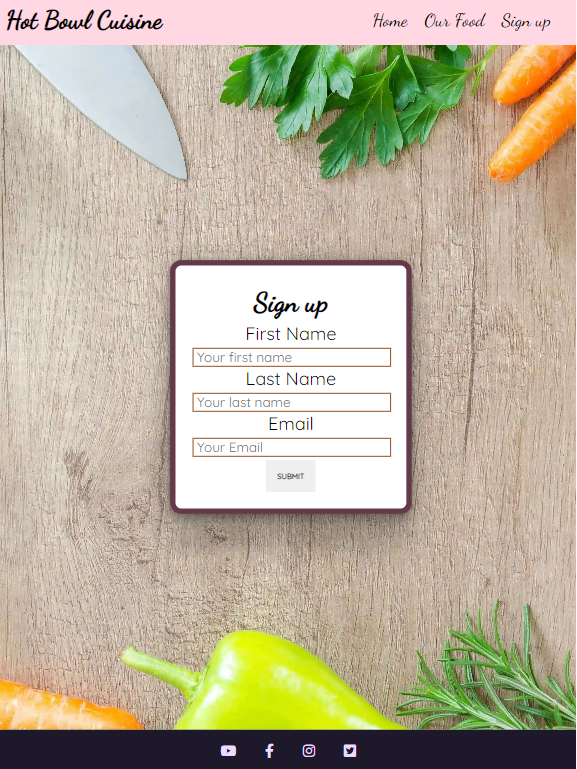 Hot Bowl Cuisine
Home Our Food Sign up
Sign up
First Name
Your first name
Last Name
Your last name
Email
Your Email
SUBMIT